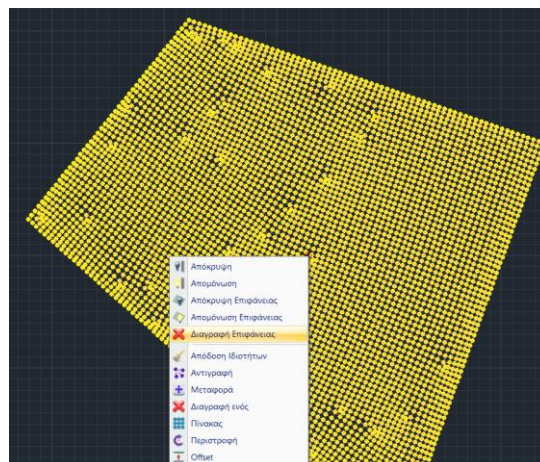 Απόκρυψη
Απομόνωση
Απόκρυψη Επιφάνειας
Απομόνωση Επιφάνειας
Διαγραφή Επιφάνειας
Απόδοση Ιδιοτήτων
Αντιγραφή
Μεταφορά
Διαγραφή ενός
Πίνακας
Περιστροφή
Offset